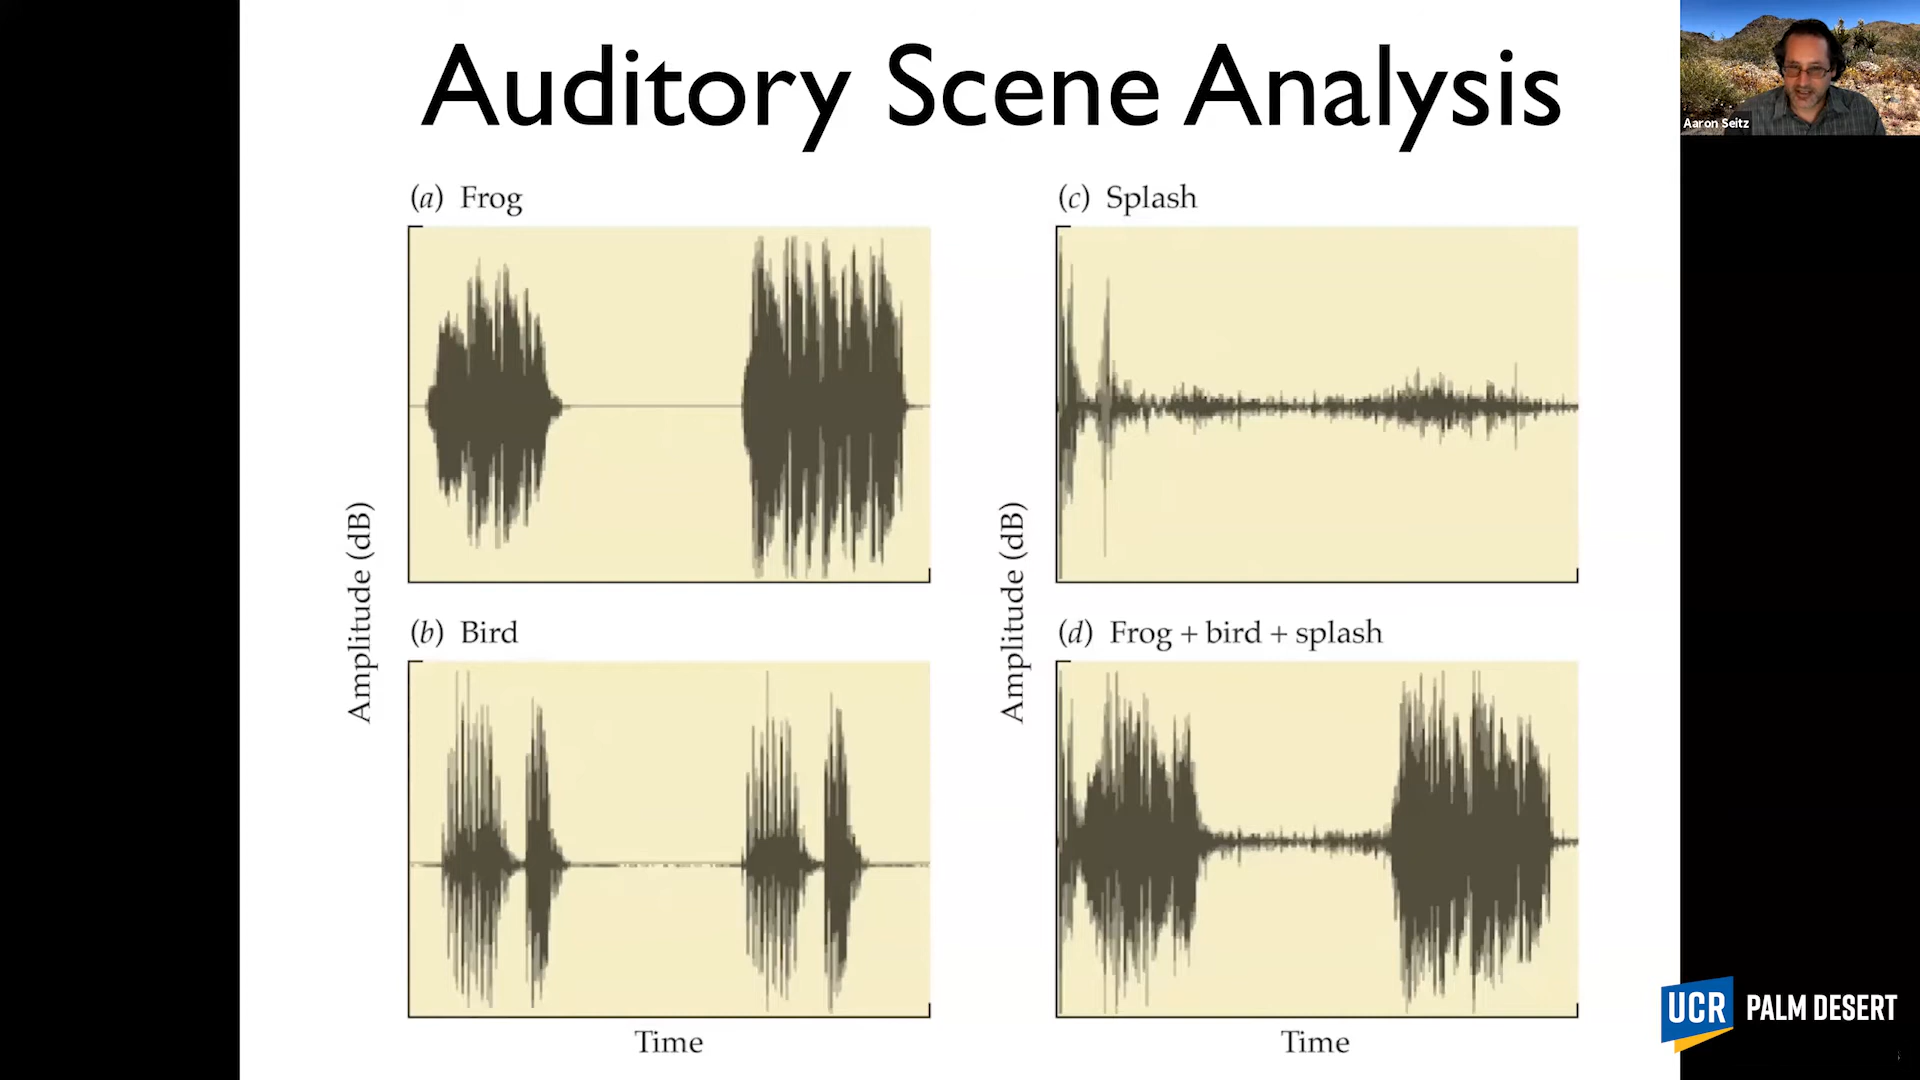 Auditory Scene Analysis
Aaron Seitz
(a) Frog
(c) Splash
Amplitude (dB)
Amplitude (dB)
(b) Bird
(d) Frog + bird + splash
Time
Time
UCR PALM DESERT